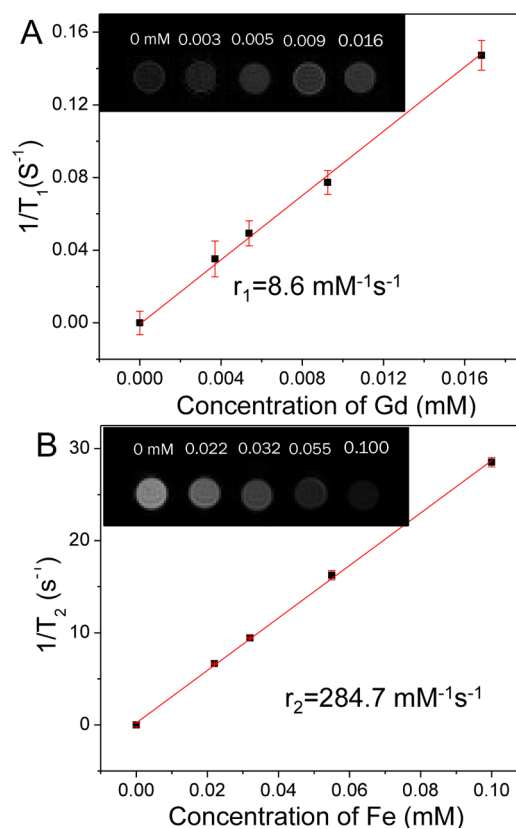 A
0 mM 0.003 0.005 0.009 0.016
0.16
0.12
0.08
0.04
0.00
1/T₁(S⁻¹)
r₁=8.6 mM⁻¹s⁻¹
0.000 0.004 0.008 0.012 0.016
Concentration of Gd (mM)
B
0 mM 0.022 0.032 0.055 0.100
30
20
10
0
1/T₂ (s⁻¹)
r₂=284.7 mM⁻¹s⁻¹
0.00 0.02 0.04 0.06 0.08 0.10
Concentration of Fe (mM)